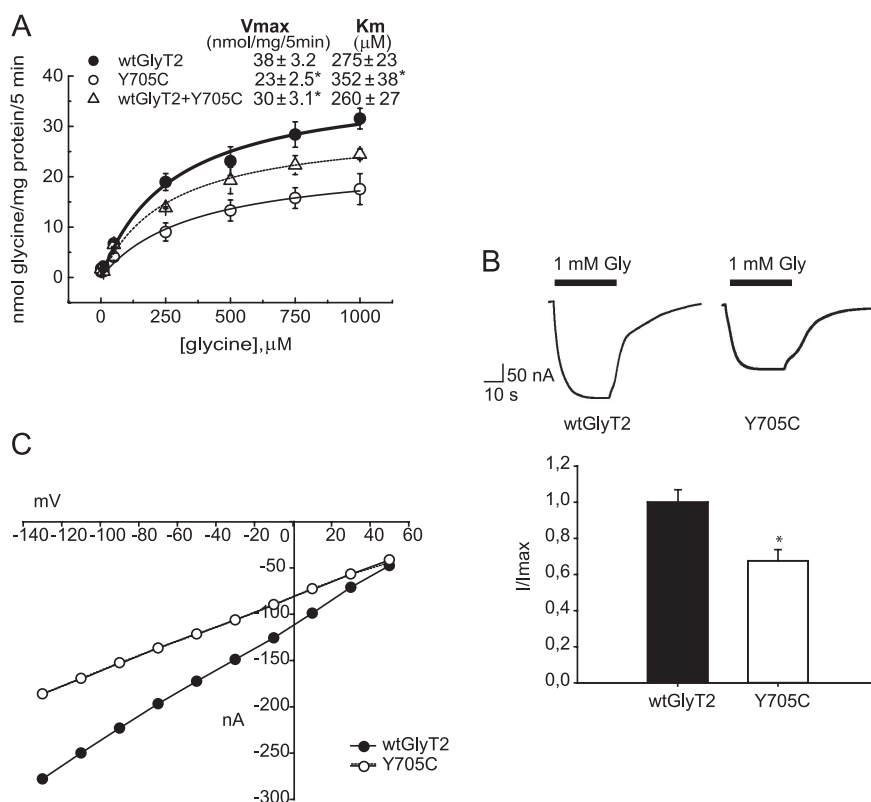 A
Vmax Km
(nmol/mg/5min) (µM)
wtGlyT2 38±3.2 275±23
Y705C 23±2.5* 352±38*
wtGlyT2+Y705C 30±3.1* 260±27
nmol glycine/mg protein/5 min
40
30
20
10
0
0 250 500 750 1000
[glycine],µM
B
1 mM Gly 1 mM Gly
50 nA
10 s
wtGlyT2 Y705C
1,2
1,0
0,8
0,6
0,4
0,2
0,0
I/Imax
*
wtGlyT2 Y705C
C
mV
-140 -120 -100 -80 -60 -40 -20 0 20 40 60
-50
-100
-150
-200
-250
-300
nA
wtGlyT2
Y705C